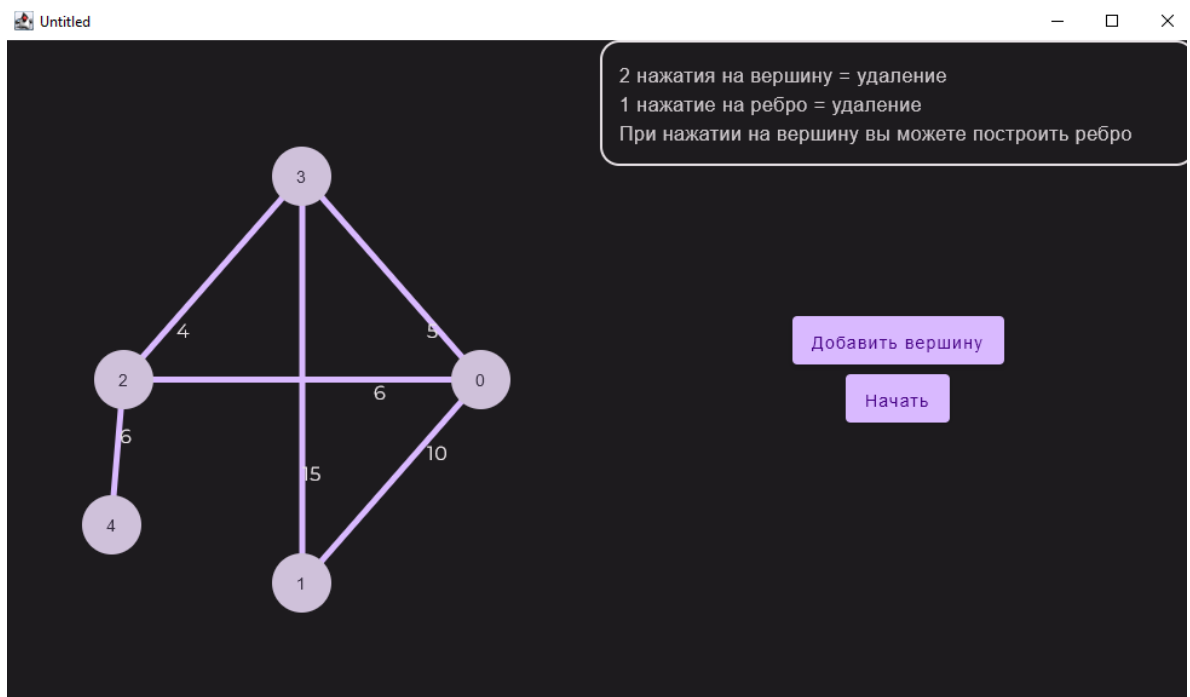 Untitled
2 нажатия на вершину = удаление
1 нажатие на ребро = удаление
При нажатии на вершину вы можете построить ребро
3
4
5
2
0
6
6
10
15
4
1
Добавить вершину
Начать